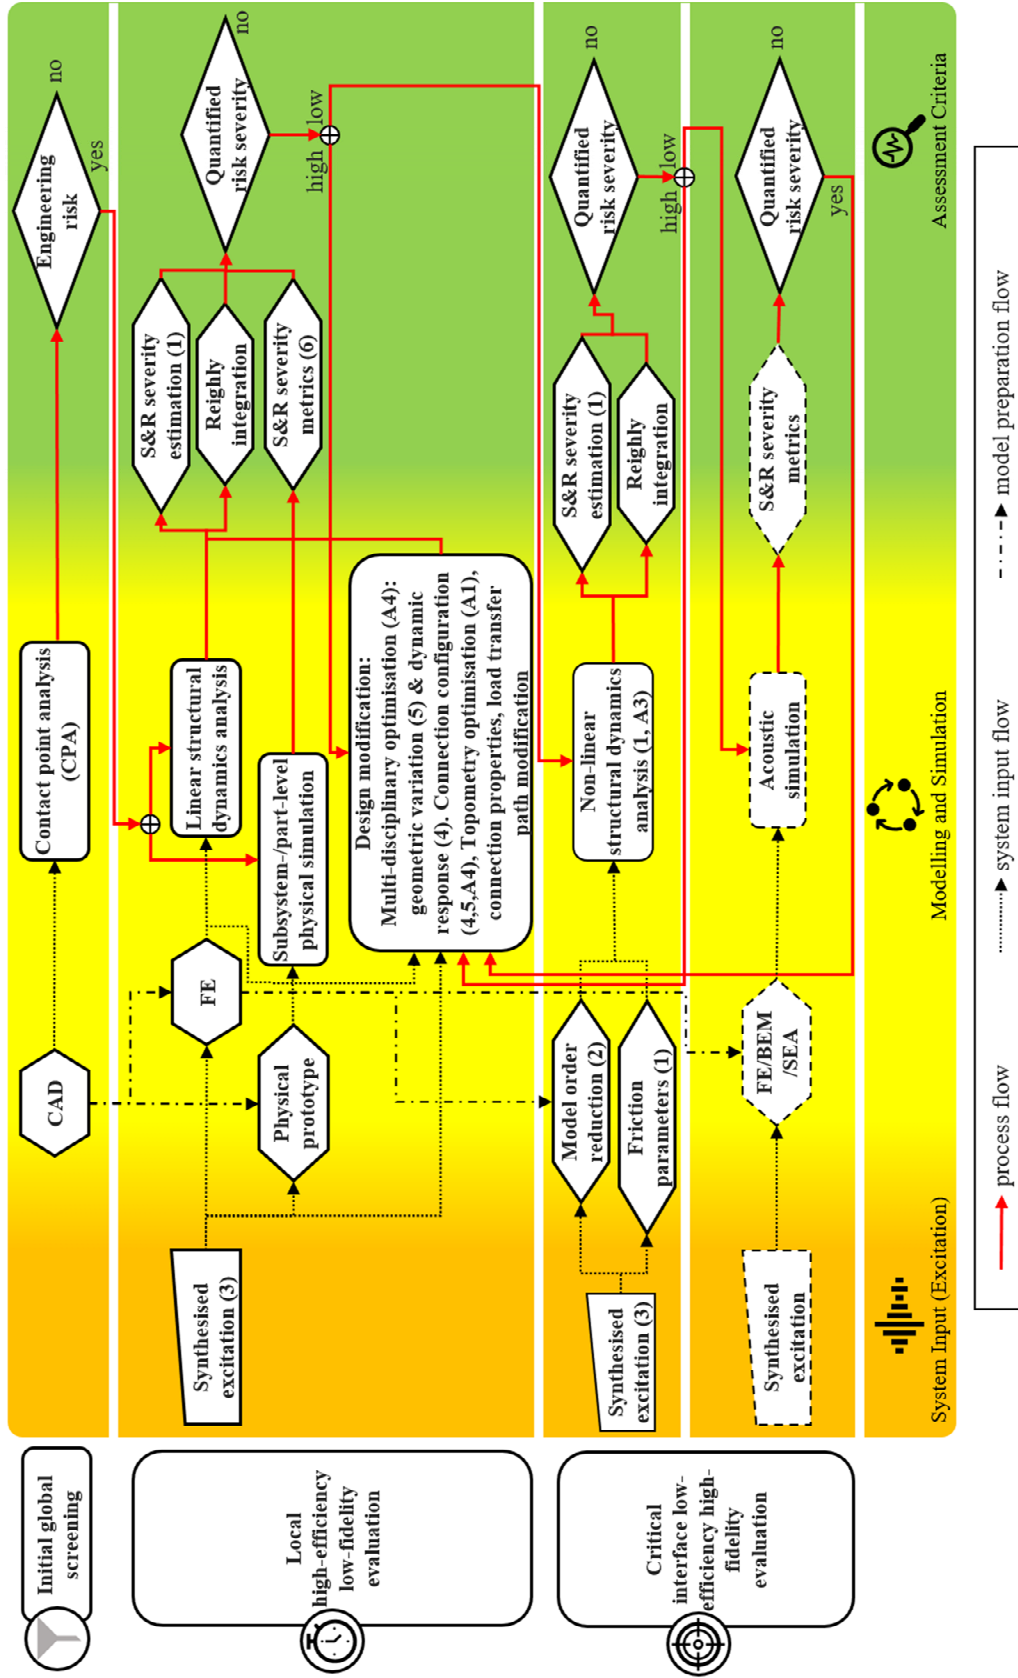 Initial global
screening
CAD
Contact point analysis
(CPA)
Engineering
risk
no
yes
Local
high-efficiency
low-fidelity
evaluation
Synthesised
excitation (3)
FE
Physical
prototype
Linear structural
dynamics analysis
Subsystem-/part-level
physical simulation
Design modification:
Multi-disciplinary optimisation (A4):
geometric variation (5) & dynamic
response (4). Connection configuration
(4,5,A4), Topometry optimisation (A1),
connection properties, load transfer
path modification
S&R severity
estimation (1)
Reighly
integration
S&R severity
metrics (6)
Quantified
risk severity
no
high
low
Critical
interface low-
efficiency high-
fidelity
evaluation
Synthesised
excitation (3)
Model order
reduction (2)
Friction
parameters (1)
Non-linear
structural dynamics
analysis (1, A3)
S&R severity
estimation (1)
Reighly
integration
Quantified
risk severity
no
high
low
Synthesised
excitation
FE/BEM
/SEA
Acoustic
simulation
S&R severity
metrics
Quantified
risk severity
no
yes
System Input (Excitation)
Modelling and Simulation
Assessment Criteria
process flow
system input flow
model preparation flow